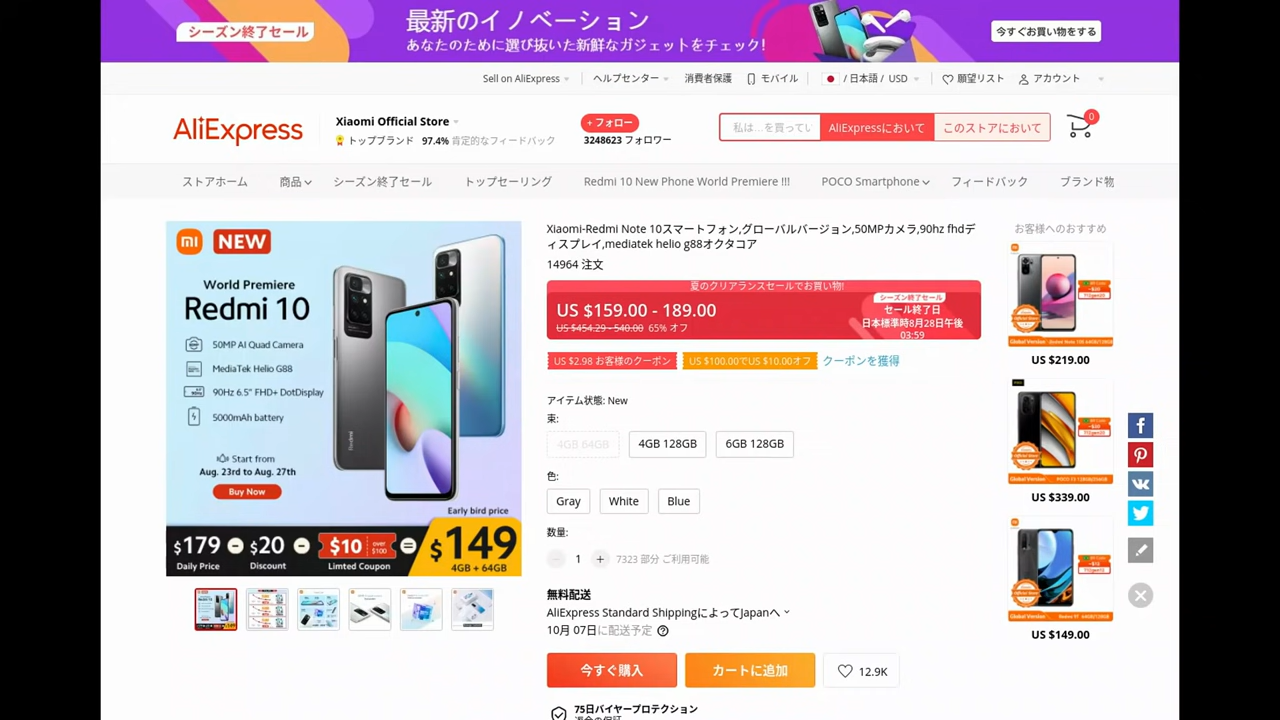 シーズン終了セール
最新のイノベーション
あなたのために選び抜いた新鮮なガジェットをチェック!
今すぐお買い物をする
Sell on AliExpress
ヘルプセンター
消費者保護
モバイル
/ 日本語 / USD
願望リスト
アカウント
AliExpress
Xiaomi Official Store
トップブランド 97.4% 肯定的なフィードバック
+ フォロー
3248623 フォロワー
私は...を買ってい
AliExpressにおいて
このストアにおいて
0
ストアホーム
商品
シーズン終了セール
トップセーリング
Redmi 10 New Phone World Premiere !!!
POCO Smartphone
フィードバック
ブランド物
mi NEW
World Premiere
Redmi 10
50MP AI Quad Camera
MediaTek Helio G88
90Hz 6.5” FHD+ DotDisplay
5000mAh battery
Start from
Aug. 23rd to Aug. 27th
Buy Now
Redmi
Early bird price
$179 - $20 - $10 over $100 = $149
Daily Price Discount Limted Coupon 4GB + 64GB
Xiaomi-Redmi Note 10スマートフォン,グローバルバージョン,50MPカメラ,90hz fhdデ
ィスプレイ,mediatek helio g88オクタコア
14964 注文
夏のクリアランスセールでお買い物!
US $159.00 - 189.00
US $454.29 - 540.00 65% オフ
シーズン終了セール
セール終了日
日本標準時8月28日午後
03:59
US $2.98 お客様のクーポン
US $100.00でUS $10.00オフ
クーポンを獲得
アイテム状態: New
束:
4GB 64GB
4GB 128GB
6GB 128GB
色:
Gray
White
Blue
数量:
1
7323 部分 ご利用可能
無料配送
AliExpress Standard ShippingによってJapanへ
10月 07日に配送予定
今すぐ購入
カートに追加
12.9K
75日バイヤープロテクション
返金の保証
お客様へのおすすめ
US $219.00
US $339.00
US $149.00